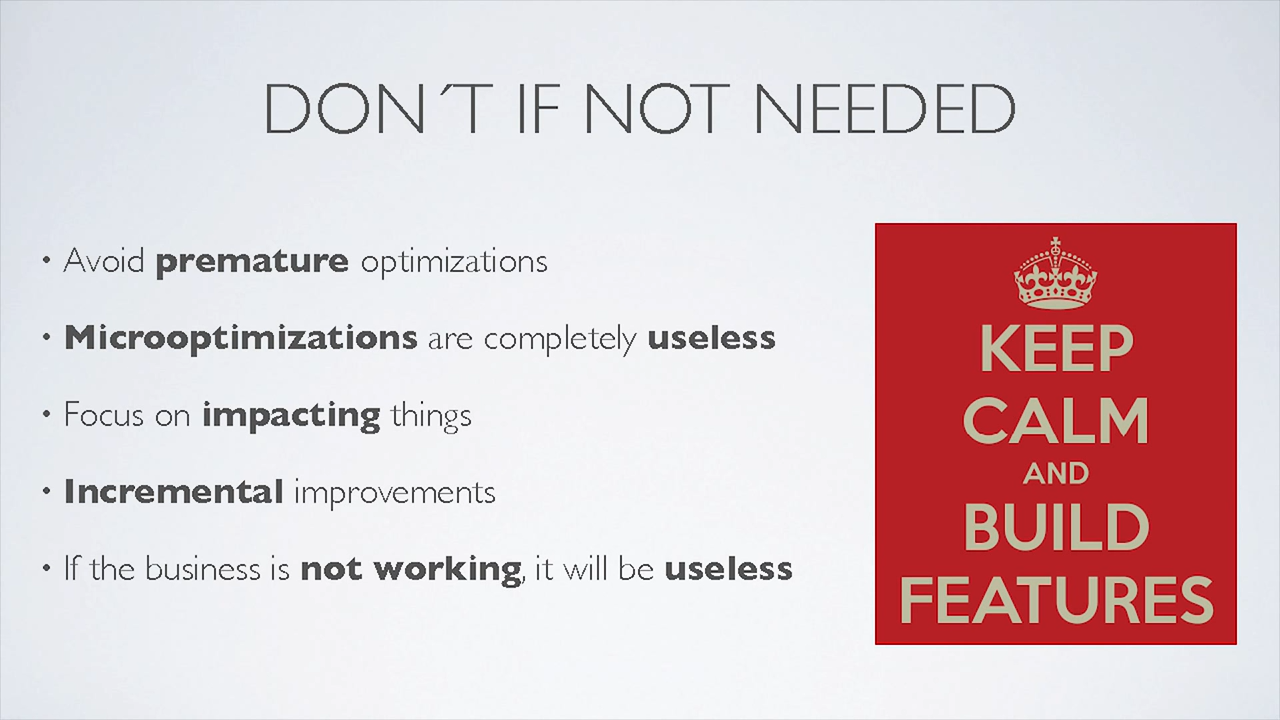 DON´T IF NOT NEEDED
• Avoid premature optimizations
• Microoptimizations are completely useless
• Focus on impacting things
• Incremental improvements
• If the business is not working, it will be useless
KEEP
CALM
AND
BUILD
FEATURES